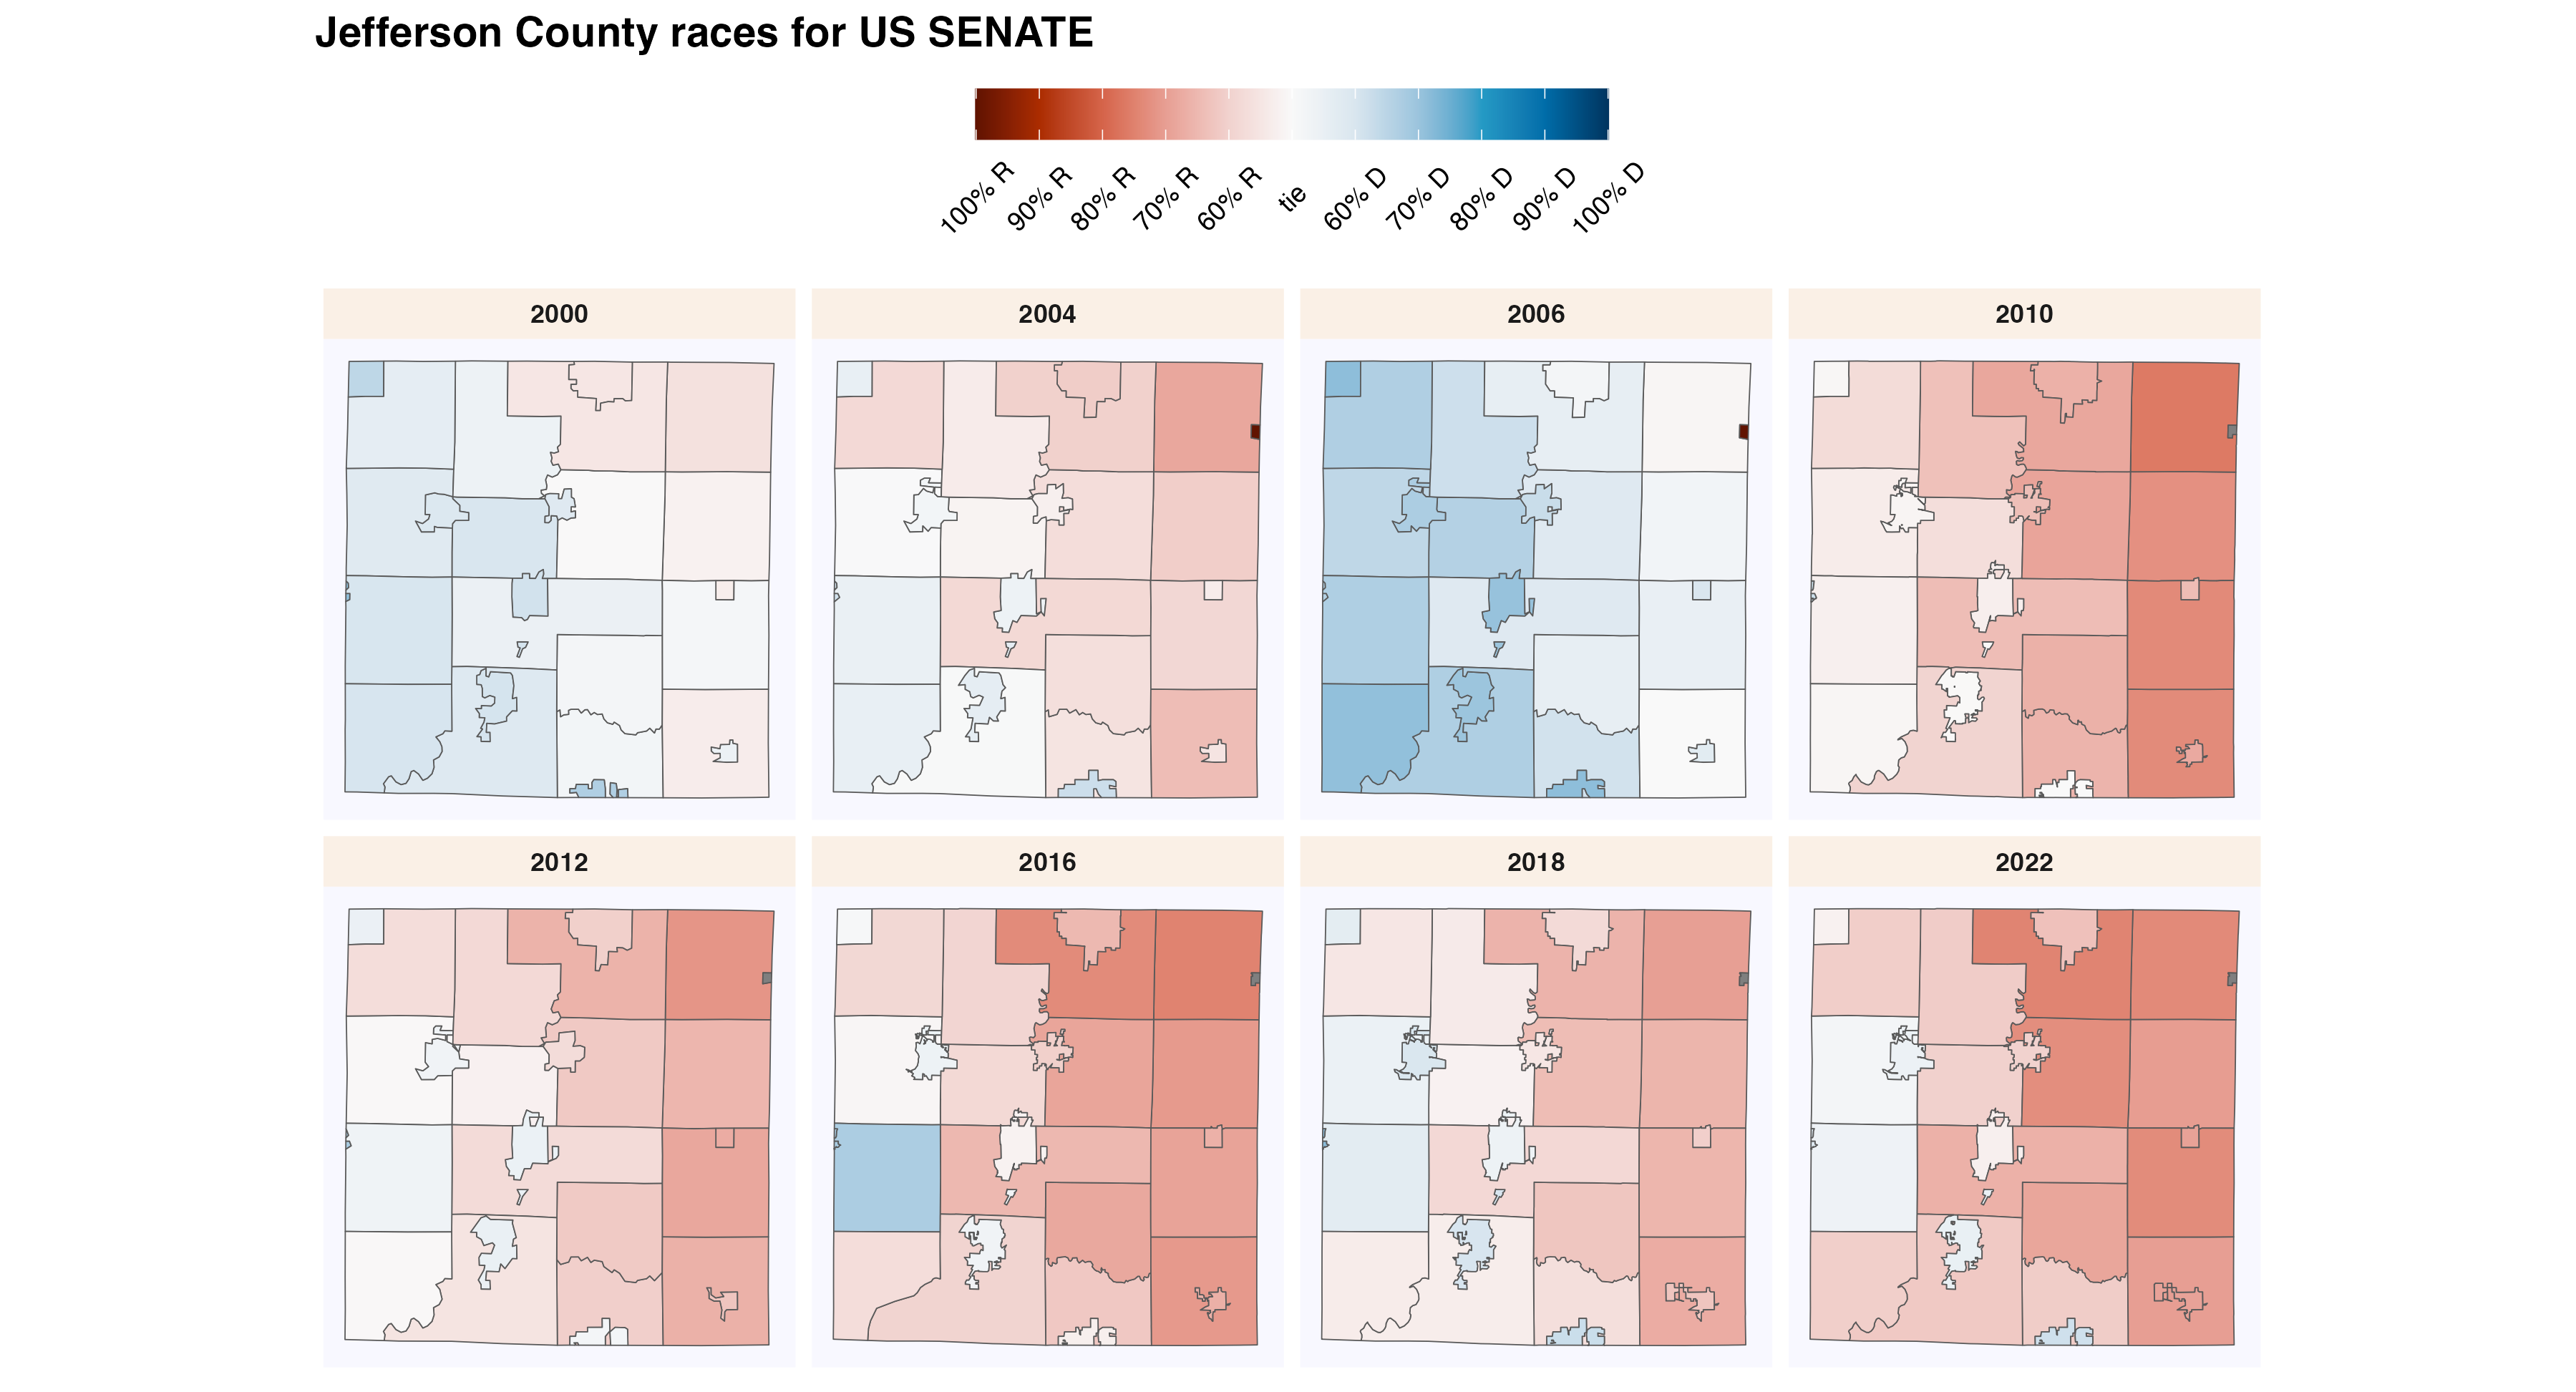 Jefferson County races for US SENATE
100% R
90% R
80% R
70% R
60% R
tie
60% D
70% D
80% D
90% D
100% D
2000
2004
2006
2010
2012
2016
2018
2022